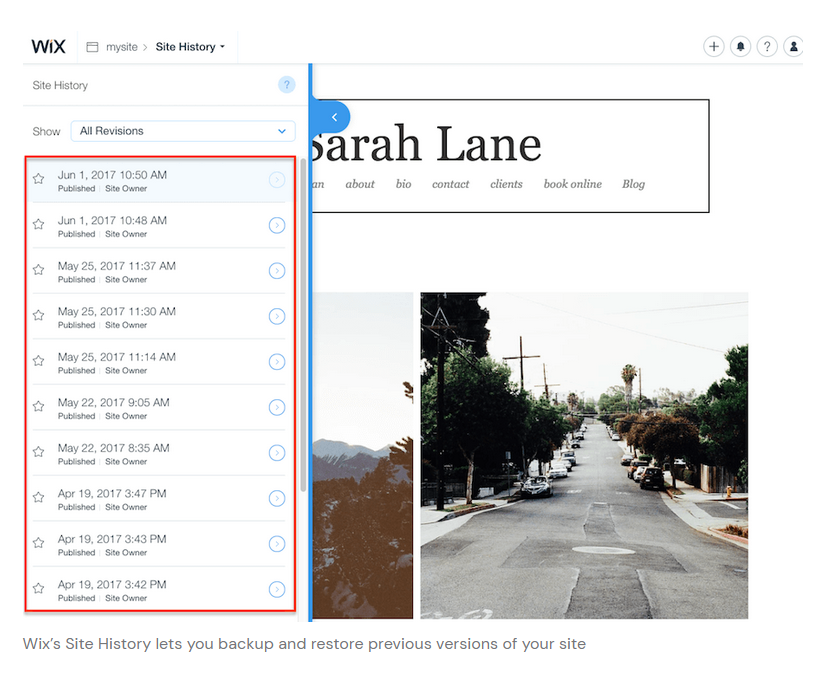 WiX mysite > Site History
?
Site History
?
Show All Revisions
Sarah Lane
an about bio contact clients book online Blog
Jun 1, 2017 10:50 AM
Published Site Owner
Jun 1, 2017 10:48 AM
Published Site Owner
May 25, 2017 11:37 AM
Published Site Owner
May 25, 2017 11:30 AM
Published Site Owner
May 25, 2017 11:14 AM
Published Site Owner
May 22, 2017 9:05 AM
Published Site Owner
May 22, 2017 8:35 AM
Published Site Owner
Apr 19, 2017 3:47 PM
Published Site Owner
Apr 19, 2017 3:43 PM
Published Site Owner
Apr 19, 2017 3:42 PM
Published Site Owner
Wix's Site History lets you backup and restore previous versions of your site